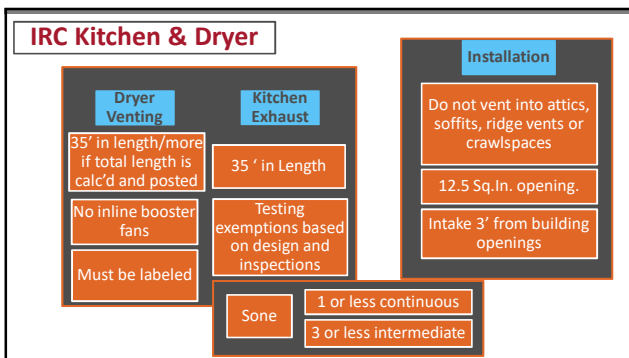 IRC Kitchen & Dryer
Dryer
Venting
35’ in length/more
if total length is
calc’d and posted
No inline booster
fans
Must be labeled
Kitchen
Exhaust
35 ‘ in Length
Testing
exemptions based
on design and
inspections
Sone
1 or less continuous
3 or less intermediate
Installation
Do not vent into attics,
soffits, ridge vents or
crawlspaces
12.5 Sq.In. opening.
Intake 3’ from building
openings